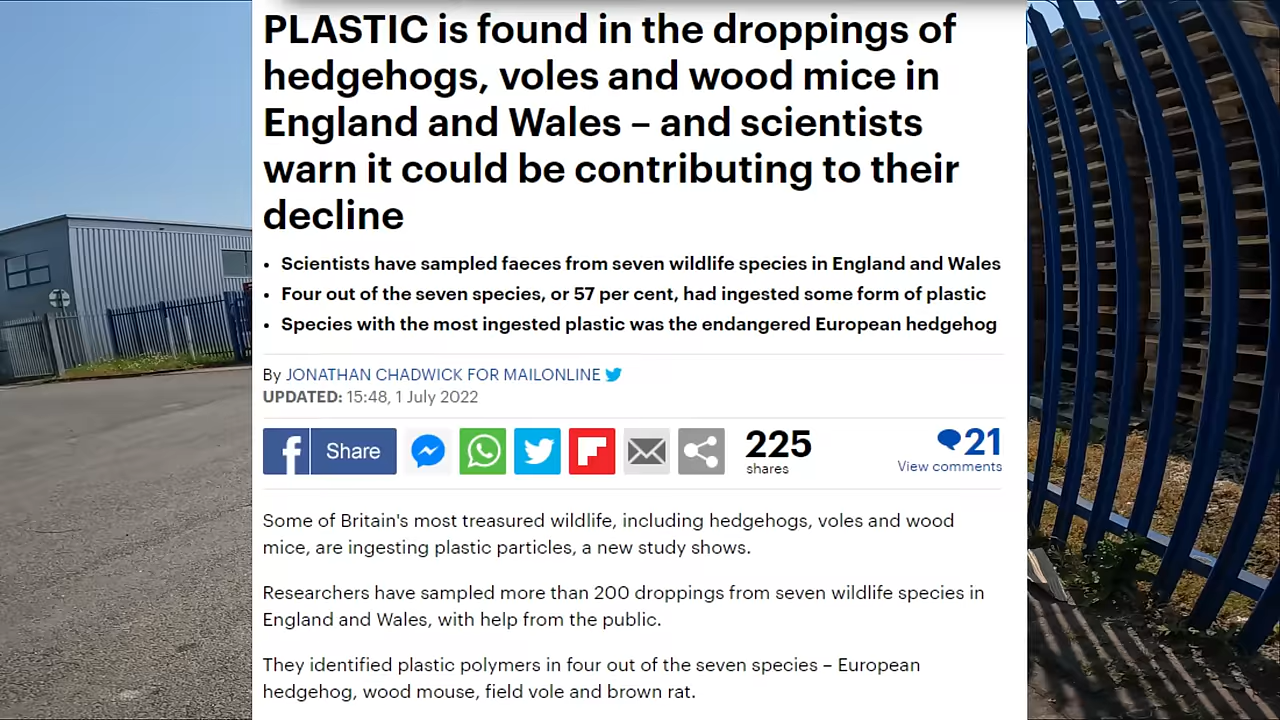 PLASTIC is found in the droppings of
hedgehogs, voles and wood mice in
England and Wales – and scientists
warn it could be contributing to their
decline
• Scientists have sampled faeces from seven wildlife species in England and Wales
• Four out of the seven species, or 57 per cent, had ingested some form of plastic
• Species with the most ingested plastic was the endangered European hedgehog
By JONATHAN CHADWICK FOR MAILONLINE
UPDATED: 15:48, 1 July 2022
f Share
225
shares
21
View comments
Some of Britain's most treasured wildlife, including hedgehogs, voles and wood
mice, are ingesting plastic particles, a new study shows.
Researchers have sampled more than 200 droppings from seven wildlife species in
England and Wales, with help from the public.
They identified plastic polymers in four out of the seven species – European
hedgehog, wood mouse, field vole and brown rat.